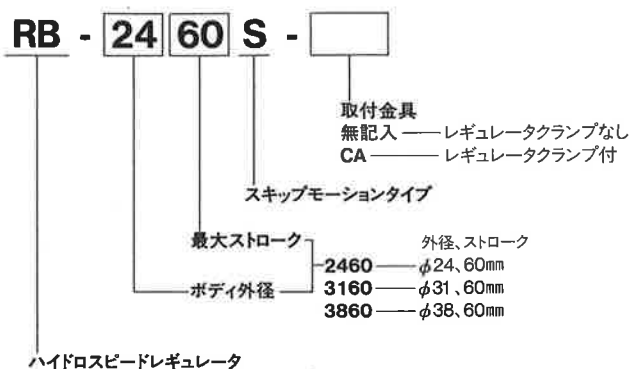 RB - 24 60 S -
取付金具
無記入 レギュレータクランプなし
CA レギュレータクランプ付
スキップモーションタイプ
最大ストローク 外径、ストローク
2460 φ24、60mm
ボディ外径 3160 φ31、60mm
3860 φ38、60mm
ハイドロスピードレギュレータ